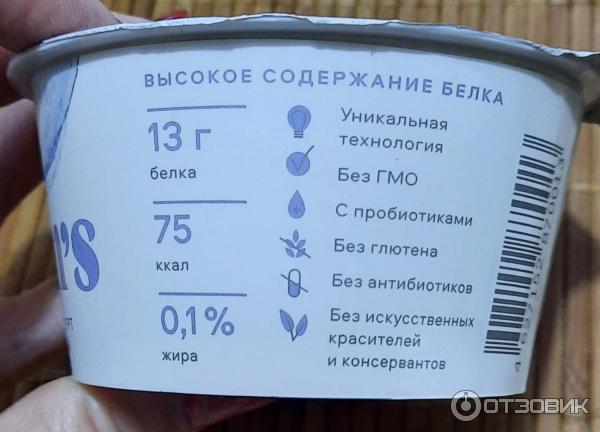 ВЫСОКОЕ СОДЕРЖАНИЕ БЕЛКА
13 г
белка
75
ккал
0,1%
жира
Уникальная
технология
Без ГМО
С пробиотиками
Без глютена
Без антибиотиков
Без искусственных
красителей
и консервантов
'S
ОТЗОВИК